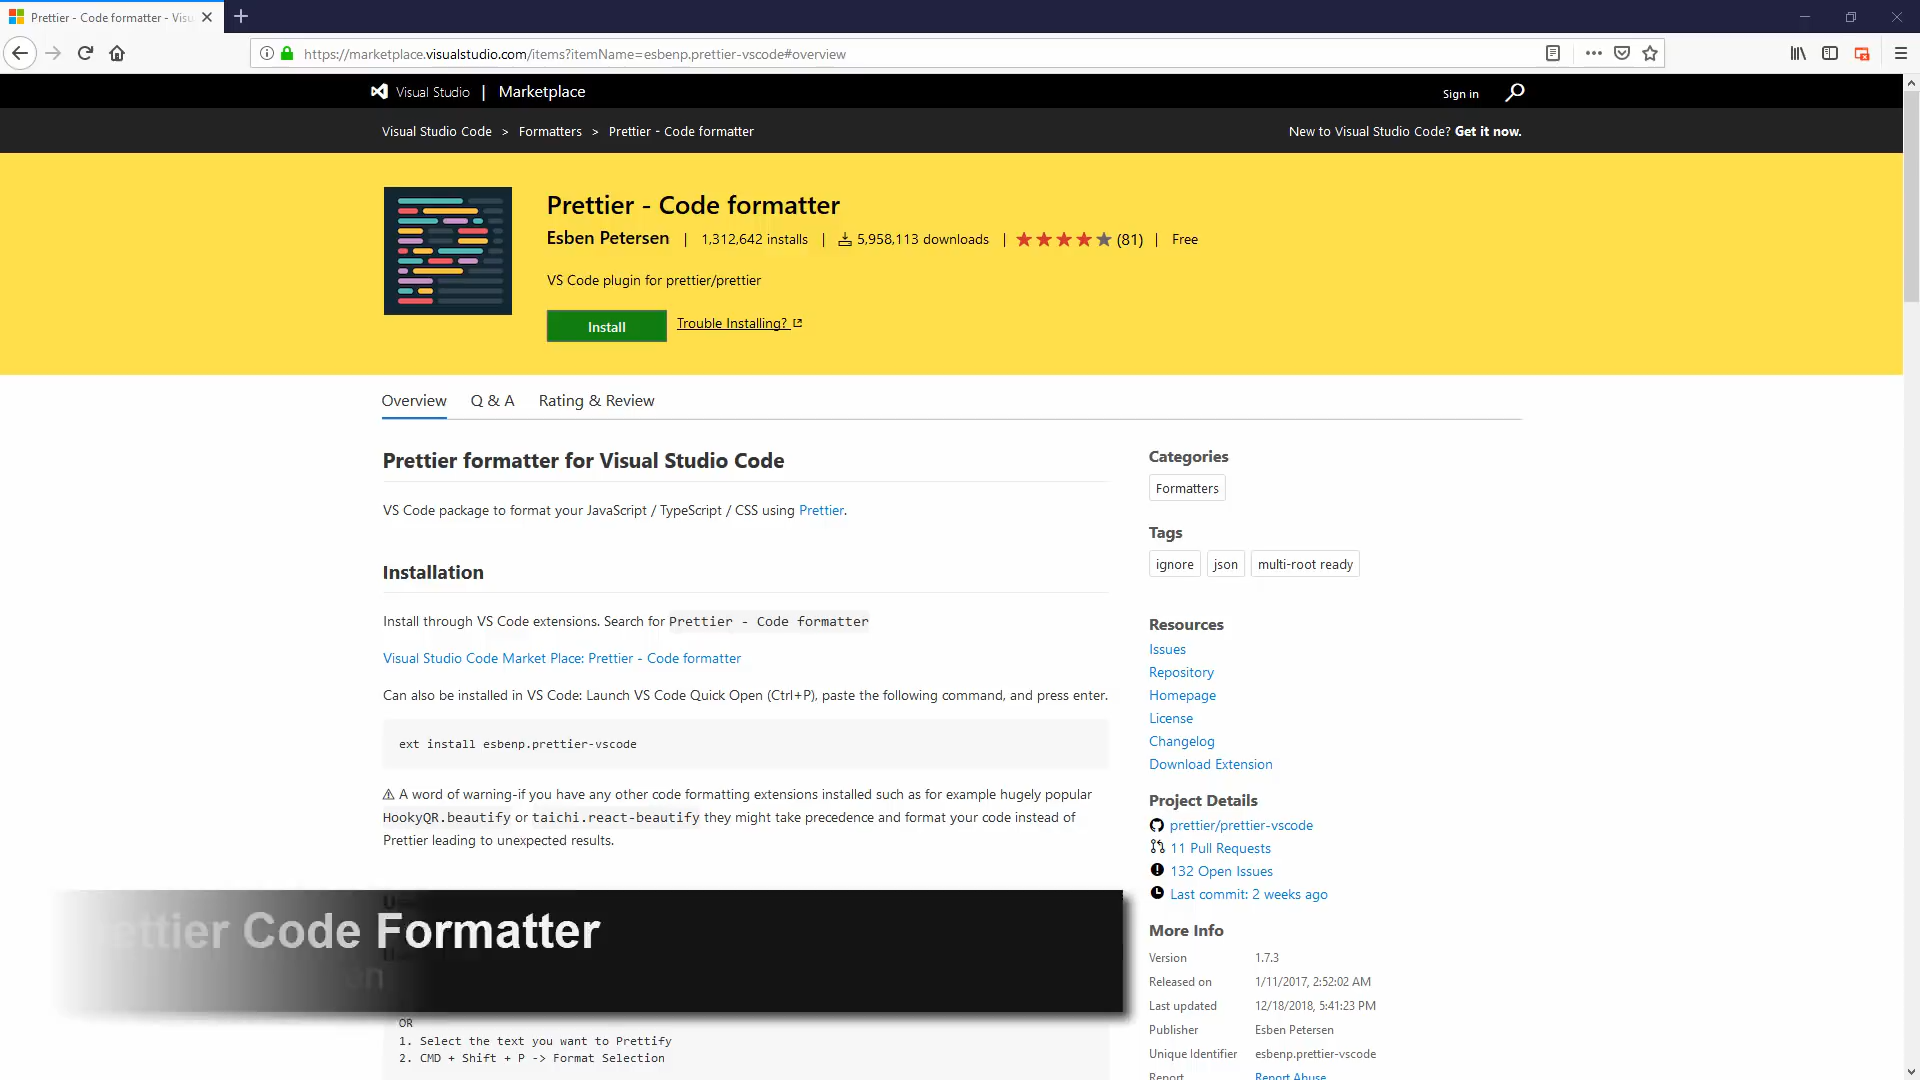 Prettier - Code formatter - Visu
https://marketplace.visualstudio.com/items?itemName=esbenp.prettier-vscode#overview
Visual Studio | Marketplace
Sign in
Visual Studio Code > Formatters > Prettier - Code formatter
New to Visual Studio Code? Get it now.
Prettier - Code formatter
Esben Petersen | 1,312,642 installs | 5,958,113 downloads | (81) | Free
VS Code plugin for prettier/prettier
Install
Trouble Installing?
Overview
Q & A
Rating & Review
Prettier formatter for Visual Studio Code
VS Code package to format your JavaScript / TypeScript / CSS using Prettier.
Installation
Install through VS Code extensions. Search for Prettier - Code formatter
Visual Studio Code Market Place: Prettier - Code formatter
Can also be installed in VS Code: Launch VS Code Quick Open (Ctrl+P), paste the following command, and press enter.
ext install esbenp.prettier-vscode
⚠ A word of warning-if you have any other code formatting extensions installed such as for example hugely popular
HookyQR.beautify or taichi.react-beautify they might take precedence and format your code instead of
Prettier leading to unexpected results.
Code Formatter
OR
1. Select the text you want to Prettify
2. CMD + Shift + P -> Format Selection
Categories
Formatters
Tags
ignore
json
multi-root ready
Resources
Issues
Repository
Homepage
License
Changelog
Download Extension
Project Details
prettier/prettier-vscode
11 Pull Requests
132 Open Issues
Last commit: 2 weeks ago
More Info
Version 1.7.3
Released on 1/11/2017, 2:52:02 AM
Last updated 12/18/2018, 5:41:23 PM
Publisher Esben Petersen
Unique Identifier esbenp.prettier-vscode
Report Report Abuse